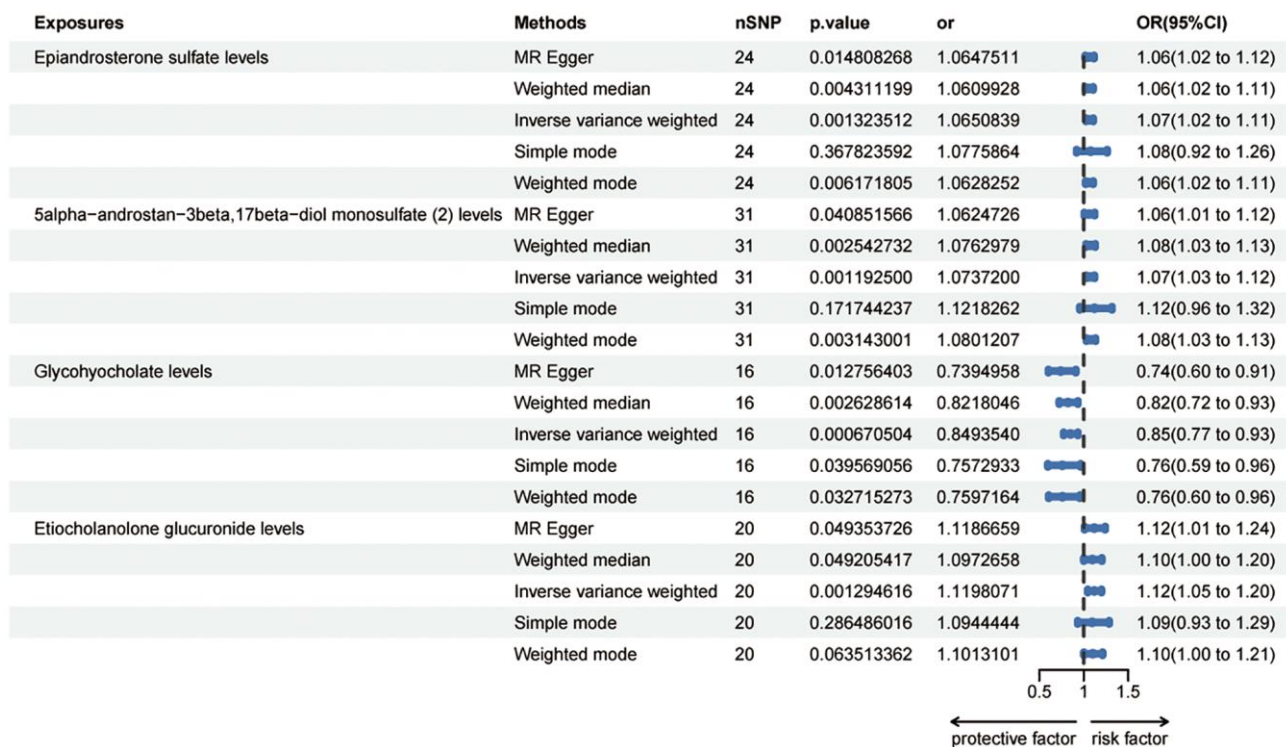 Exposures Methods nSNP p.value or OR(95%CI)
Epiandrosterone sulfate levels MR Egger 24 0.014808268 1.0647511 1.06(1.02 to 1.12)
Weighted median 24 0.004311199 1.0609928 1.06(1.02 to 1.11)
Inverse variance weighted 24 0.001323512 1.0650839 1.07(1.02 to 1.11)
Simple mode 24 0.367823592 1.0775864 1.08(0.92 to 1.26)
Weighted mode 24 0.006171805 1.0628252 1.06(1.02 to 1.11)
5alpha−androstan−3beta,17beta−diol monosulfate (2) levels MR Egger 31 0.040851566 1.0624726 1.06(1.01 to 1.12)
Weighted median 31 0.002542732 1.0762979 1.08(1.03 to 1.13)
Inverse variance weighted 31 0.001192500 1.0737200 1.07(1.03 to 1.12)
Simple mode 31 0.171744237 1.1218262 1.12(0.96 to 1.32)
Weighted mode 31 0.003143001 1.0801207 1.08(1.03 to 1.13)
Glycohyocholate levels MR Egger 16 0.012756403 0.7394958 0.74(0.60 to 0.91)
Weighted median 16 0.002628614 0.8218046 0.82(0.72 to 0.93)
Inverse variance weighted 16 0.000670504 0.8493540 0.85(0.77 to 0.93)
Simple mode 16 0.039569056 0.7572933 0.76(0.59 to 0.96)
Weighted mode 16 0.032715273 0.7597164 0.76(0.60 to 0.96)
Etiocholanolone glucuronide levels MR Egger 20 0.049353726 1.1186659 1.12(1.01 to 1.24)
Weighted median 20 0.049205417 1.0972658 1.10(1.00 to 1.20)
Inverse variance weighted 20 0.001294616 1.1198071 1.12(1.05 to 1.20)
Simple mode 20 0.286486016 1.0944444 1.09(0.93 to 1.29)
Weighted mode 20 0.063513362 1.1013101 1.10(1.00 to 1.21)
0.5 1 1.5
protective factor risk factor